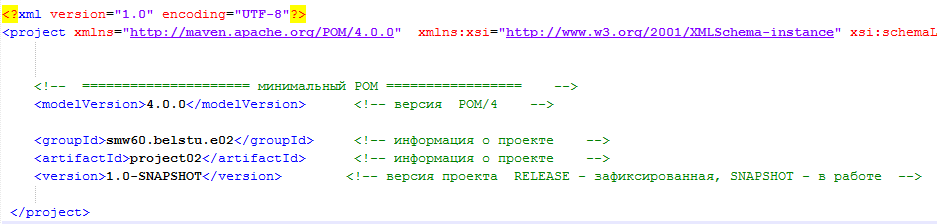 <?xml version="1.0" encoding="UTF-8"?>
<project xmlns="http://maven.apache.org/POM/4.0.0" xmlns:xsi="http://www.w3.org/2001/XMLSchema-instance" xsi:schemaL
<!-- ===================== минимальный POM ================= -->
<modelVersion>4.0.0</modelVersion> <!-- версия POM/4 -->
<groupId>smw60.belstu.e02</groupId> <!-- информация о проекте -->
<artifactId>project02</artifactId> <!-- информация о проекте -->
<version>1.0-SNAPSHOT</version> <!-- версия проекта RELEASE - зафиксированная, SNAPSHOT - в работе -->
</project>